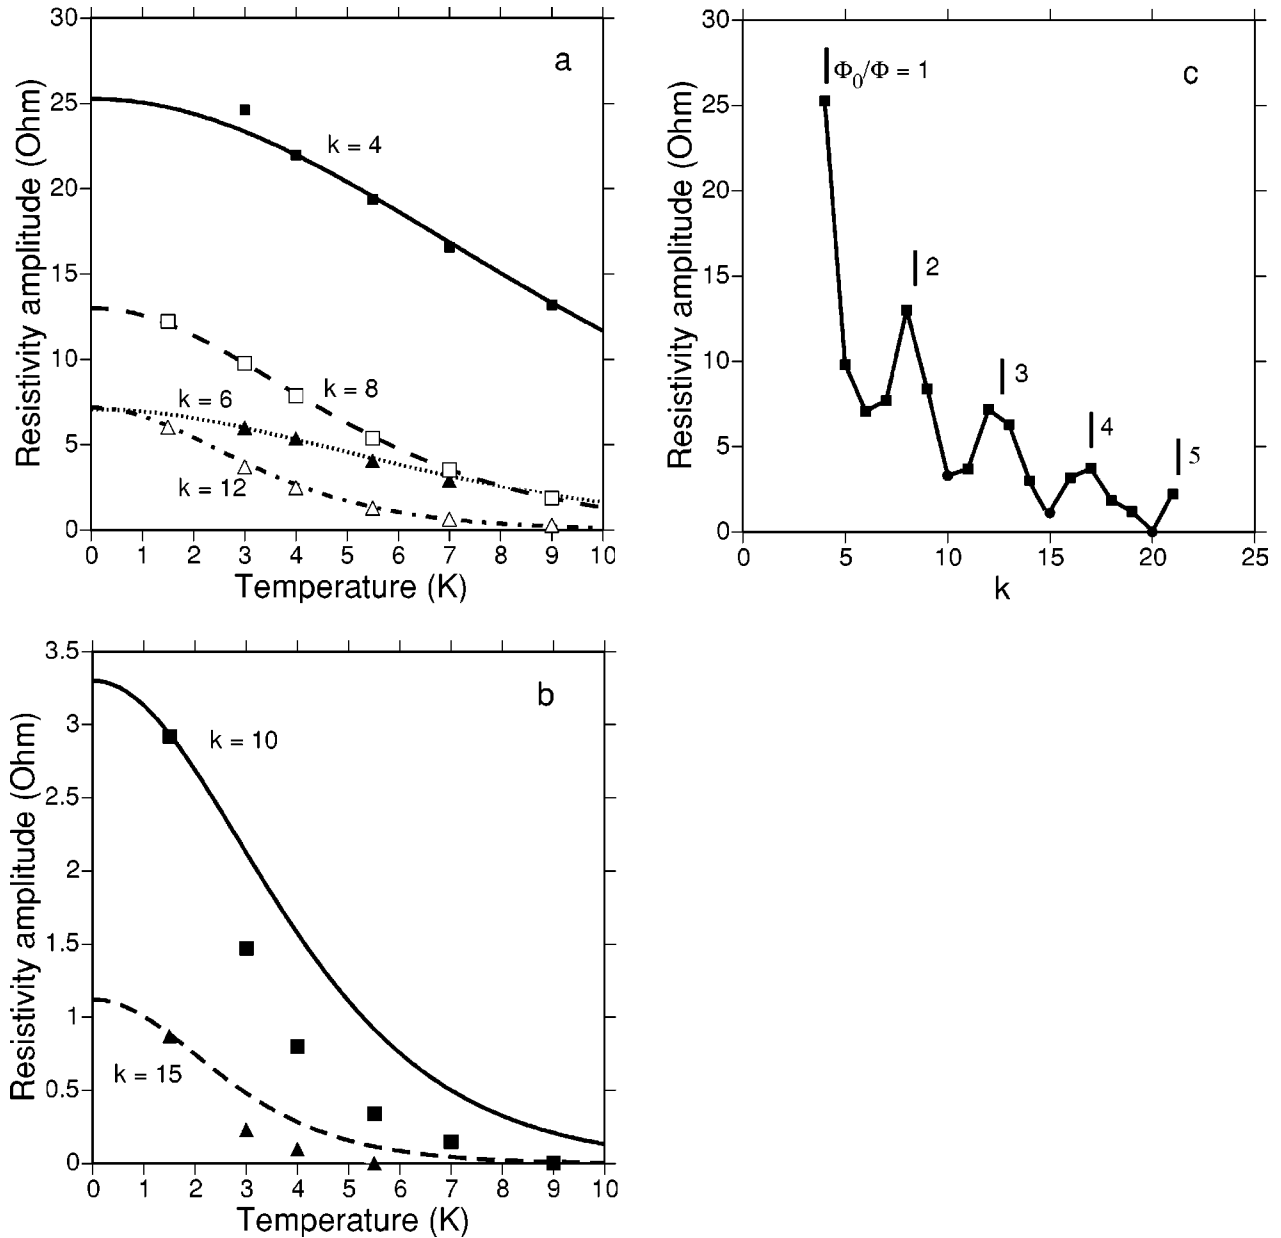 30
25
20
15
10
5
0
Resistivity amplitude (Ohm)
a
k = 4
k = 8
k = 6
k = 12
0 1 2 3 4 5 6 7 8 9 10
Temperature (K)
30
25
20
15
10
5
0
Resistivity amplitude (Ohm)
c
Φ0/Φ = 1
2
3
4
5
0 5 10 15 20 25
k
3.5
3
2.5
2
1.5
1
0.5
0
Resistivity amplitude (Ohm)
b
k = 10
k = 15
0 1 2 3 4 5 6 7 8 9 10
Temperature (K)